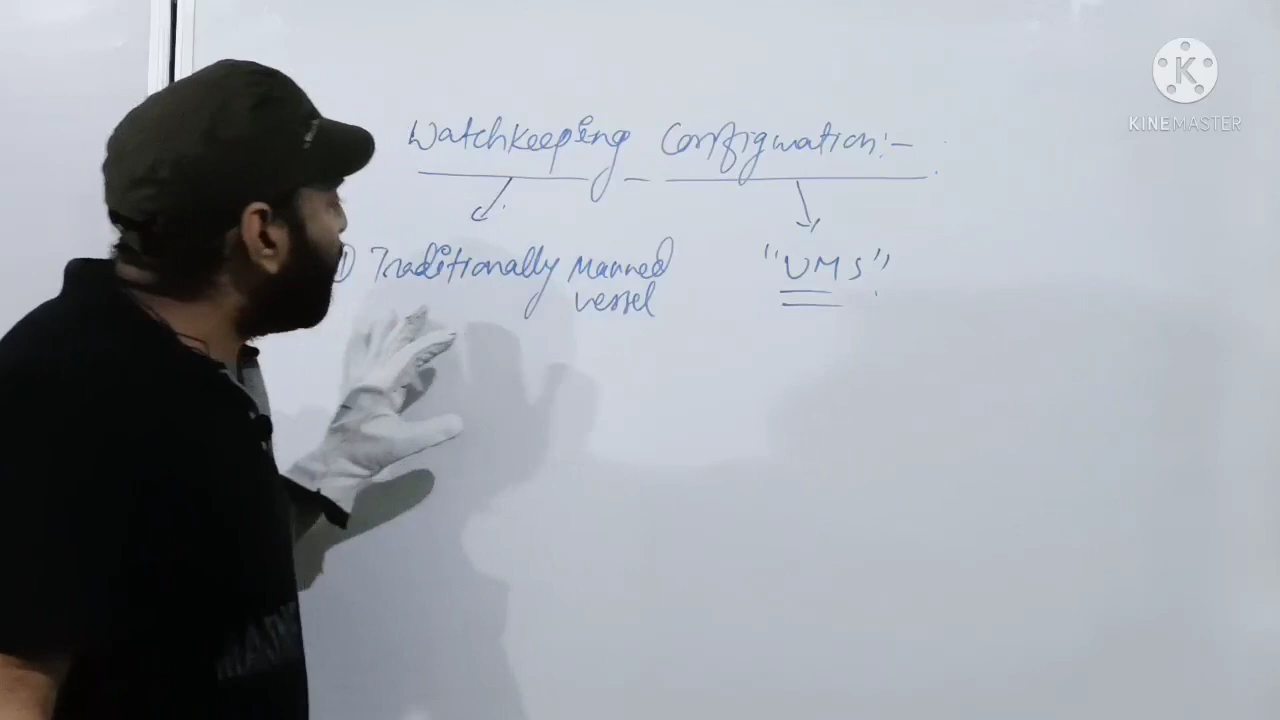 KINEMASTER
Watchkeeping Configuration:-
① Traditionally Manned vessel
"UMS"